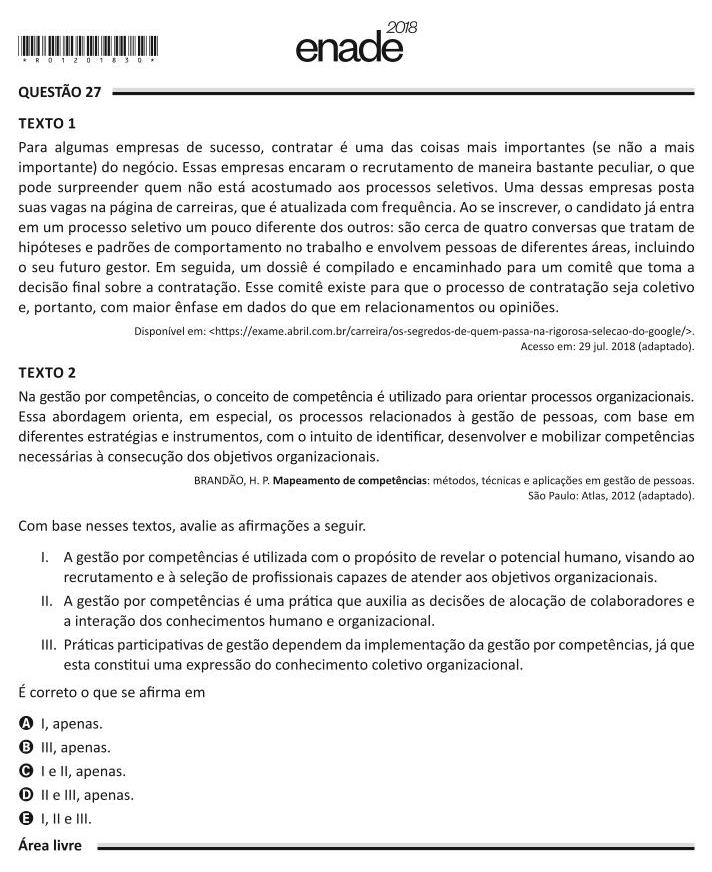 enade 2018
*R01201830*
QUESTÃO 27
TEXTO 1
Para algumas empresas de sucesso, contratar é uma das coisas mais importantes (se não a mais
importante) do negócio. Essas empresas encaram o recrutamento de maneira bastante peculiar, o que
pode surpreender quem não está acostumado aos processos seletivos. Uma dessas empresas posta
suas vagas na página de carreiras, que é atualizada com frequência. Ao se inscrever, o candidato já entra
em um processo seletivo um pouco diferente dos outros: são cerca de quatro conversas que tratam de
hipóteses e padrões de comportamento no trabalho e envolvem pessoas de diferentes áreas, incluindo
o seu futuro gestor. Em seguida, um dossiê é compilado e encaminhado para um comitê que toma a
decisão final sobre a contratação. Esse comitê existe para que o processo de contratação seja coletivo
e, portanto, com maior ênfase em dados do que em relacionamentos ou opiniões.
Disponível em: <https://exame.abril.com.br/carreira/os-segredos-de-quem-passa-na-rigorosa-selecao-do-google/>.
Acesso em: 29 jul. 2018 (adaptado).
TEXTO 2
Na gestão por competências, o conceito de competência é utilizado para orientar processos organizacionais.
Essa abordagem orienta, em especial, os processos relacionados à gestão de pessoas, com base em
diferentes estratégias e instrumentos, com o intuito de identificar, desenvolver e mobilizar competências
necessárias à consecução dos objetivos organizacionais.
BRANDÃO, H. P. Mapeamento de competências: métodos, técnicas e aplicações em gestão de pessoas.
São Paulo: Atlas, 2012 (adaptado).
Com base nesses textos, avalie as afirmações a seguir.
I. A gestão por competências é utilizada com o propósito de revelar o potencial humano, visando ao
recrutamento e à seleção de profissionais capazes de atender aos objetivos organizacionais.
II. A gestão por competências é uma prática que auxilia as decisões de alocação de colaboradores e
a interação dos conhecimentos humano e organizacional.
III. Práticas participativas de gestão dependem da implementação da gestão por competências, já que
esta constitui uma expressão do conhecimento coletivo organizacional.
É correto o que se afirma em
A I, apenas.
B III, apenas.
C I e II, apenas.
D II e III, apenas.
E I, II e III.
Área livre